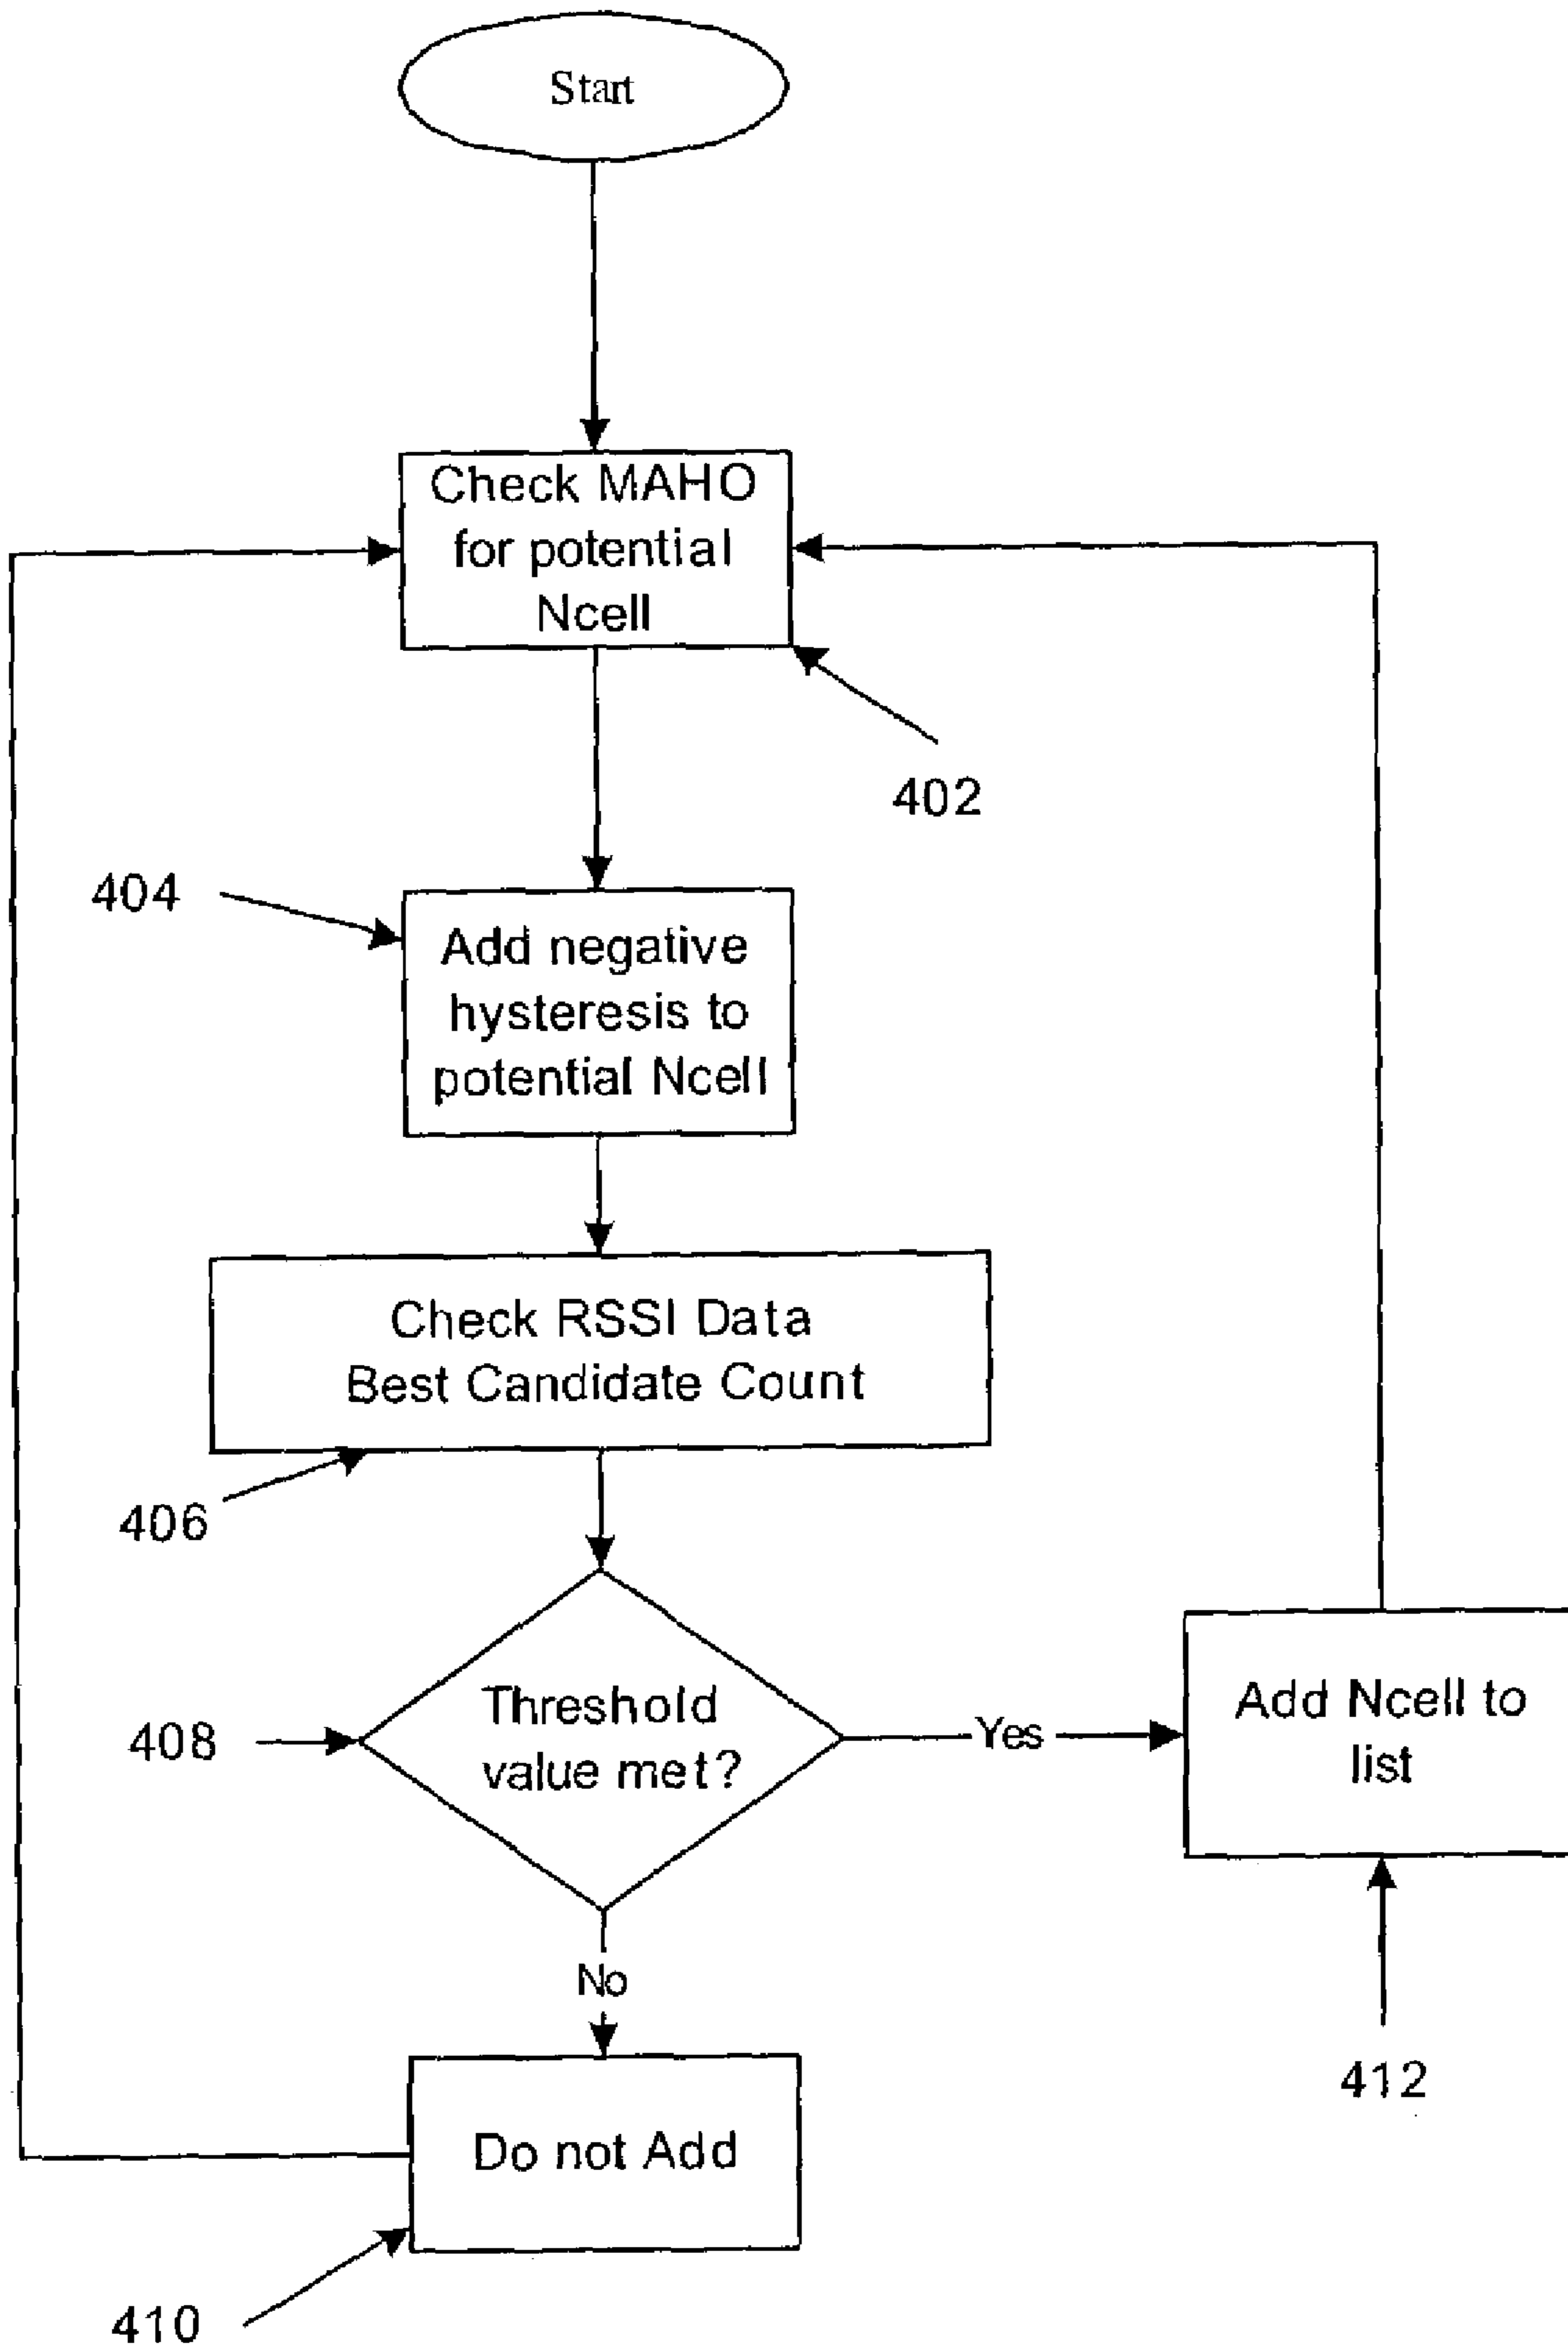 Start
Check MAHO
for potential
Ncell
402
404
Add negative
hysteresis to
potential Ncell
Check RSSI Data
Best Candidate Count
406
Threshold
value met?
408
Yes
Add Ncell to
list
No
412
Do not Add
410